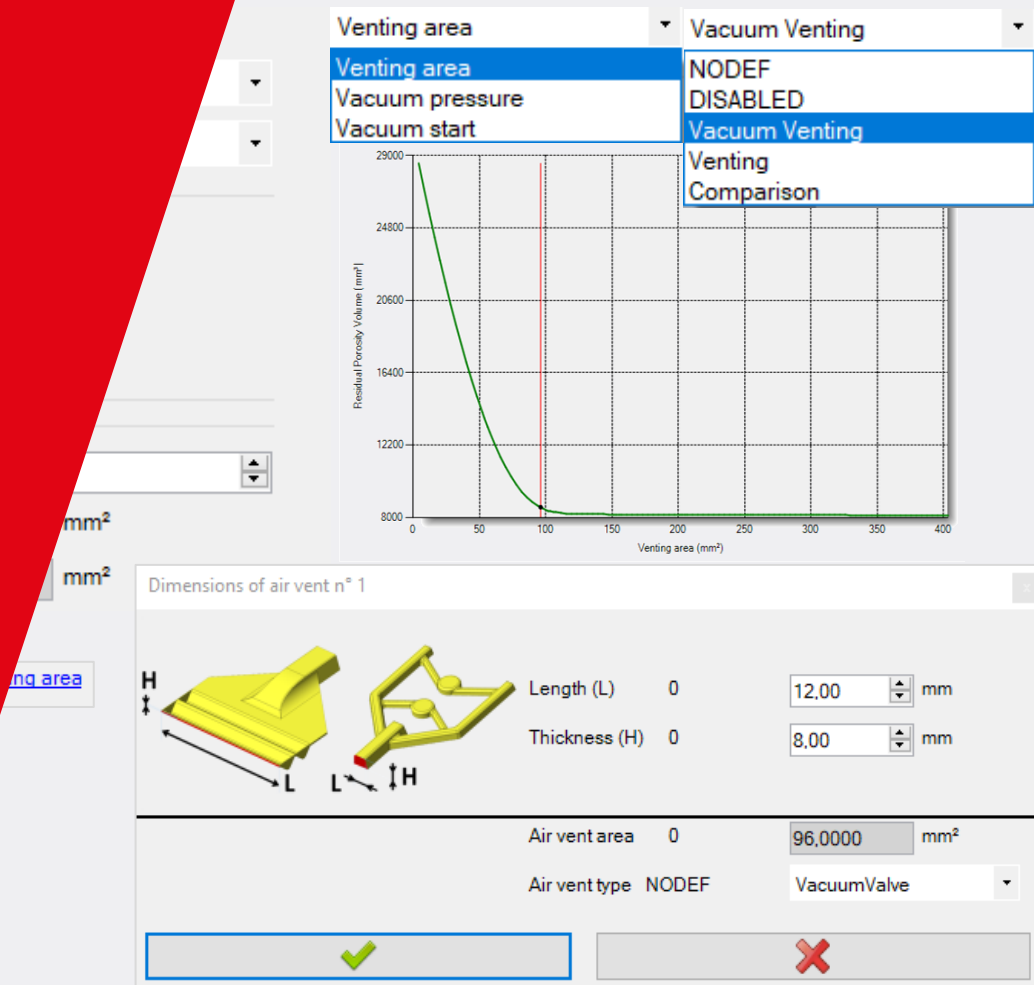 Venting area
Vacuum Venting
Venting area
Vacuum pressure
Vacuum start
NODEF
DISABLED
Vacuum Venting
Venting
Comparison
29000
24800
20600
16400
12200
8000
Residual Porosity Volume (mm³)
0 50 100 150 200 250 300 350 400
Venting area (mm²)
mm²
mm²
ng area
Dimensions of air vent n° 1
H
L
L
H
Length (L) 0 12,00 mm
Thickness (H) 0 8,00 mm
Air vent area 0 96,0000 mm²
Air vent type NODEF VacuumValve